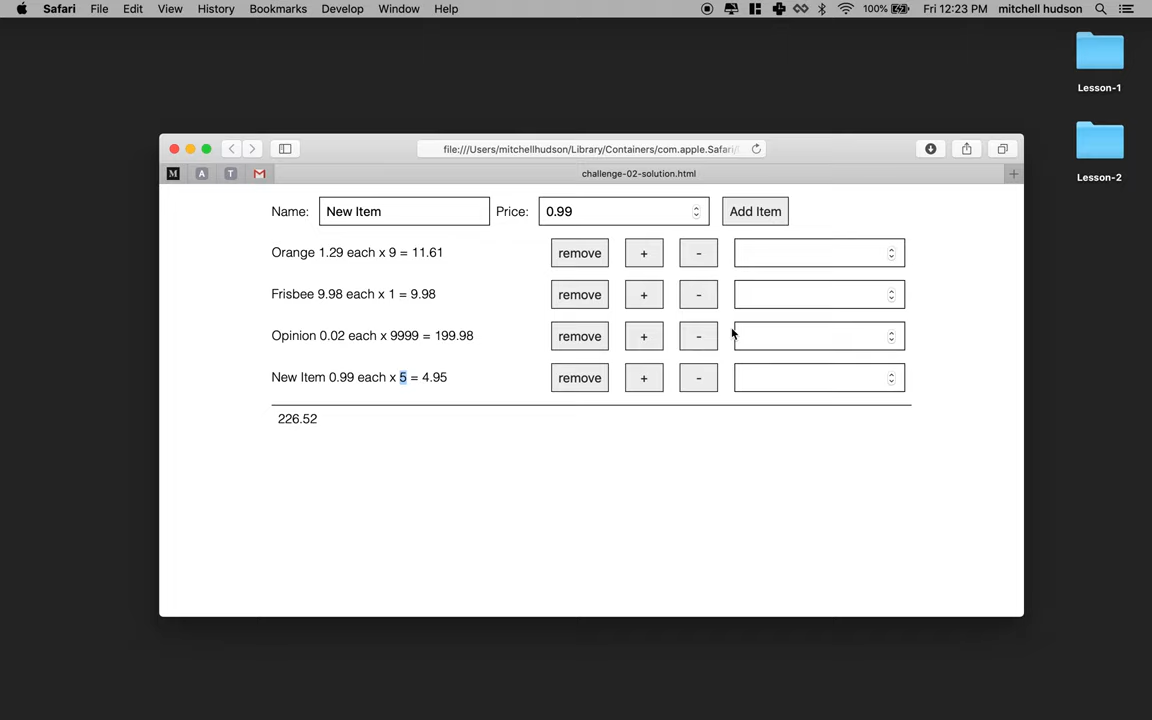 Safari File Edit View History Bookmarks Develop Window Help 100% Fri 12:23 PM mitchell hudson
Lesson-1
Lesson-2
file:///Users/mitchellhudson/Library/Containers/com.apple.Safari/
M A T M challenge-02-solution.html +
Name: New Item Price: 0.99 Add Item
Orange 1.29 each x 9 = 11.61 remove + -
Frisbee 9.98 each x 1 = 9.98 remove + -
Opinion 0.02 each x 9999 = 199.98 remove + -
New Item 0.99 each x 5 = 4.95 remove + -
226.52